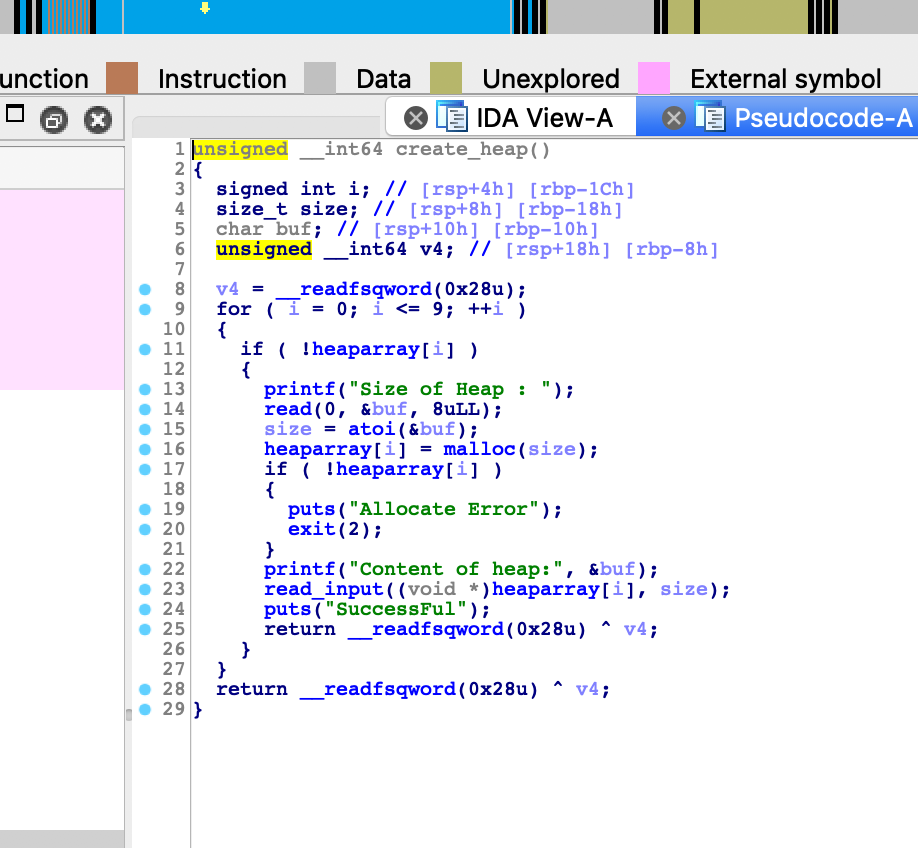 unction Instruction Data Unexplored External symbol
IDA View-A Pseudocode-A
1 unsigned __int64 create_heap()
2 {
3 signed int i; // [rsp+4h] [rbp-1Ch]
4 size_t size; // [rsp+8h] [rbp-18h]
5 char buf; // [rsp+10h] [rbp-10h]
6 unsigned __int64 v4; // [rsp+18h] [rbp-8h]
7
8 v4 = __readfsqword(0x28u);
9 for ( i = 0; i <= 9; ++i )
10 {
11 if ( !heaparray[i] )
12 {
13 printf("Size of Heap : ");
14 read(0, &buf, 8uLL);
15 size = atoi(&buf);
16 heaparray[i] = malloc(size);
17 if ( !heaparray[i] )
18 {
19 puts("Allocate Error");
20 exit(2);
21 }
22 printf("Content of heap:", &buf);
23 read_input((void *)heaparray[i], size);
24 puts("SuccessFul");
25 return __readfsqword(0x28u) ^ v4;
26 }
27 }
28 return __readfsqword(0x28u) ^ v4;
29 }